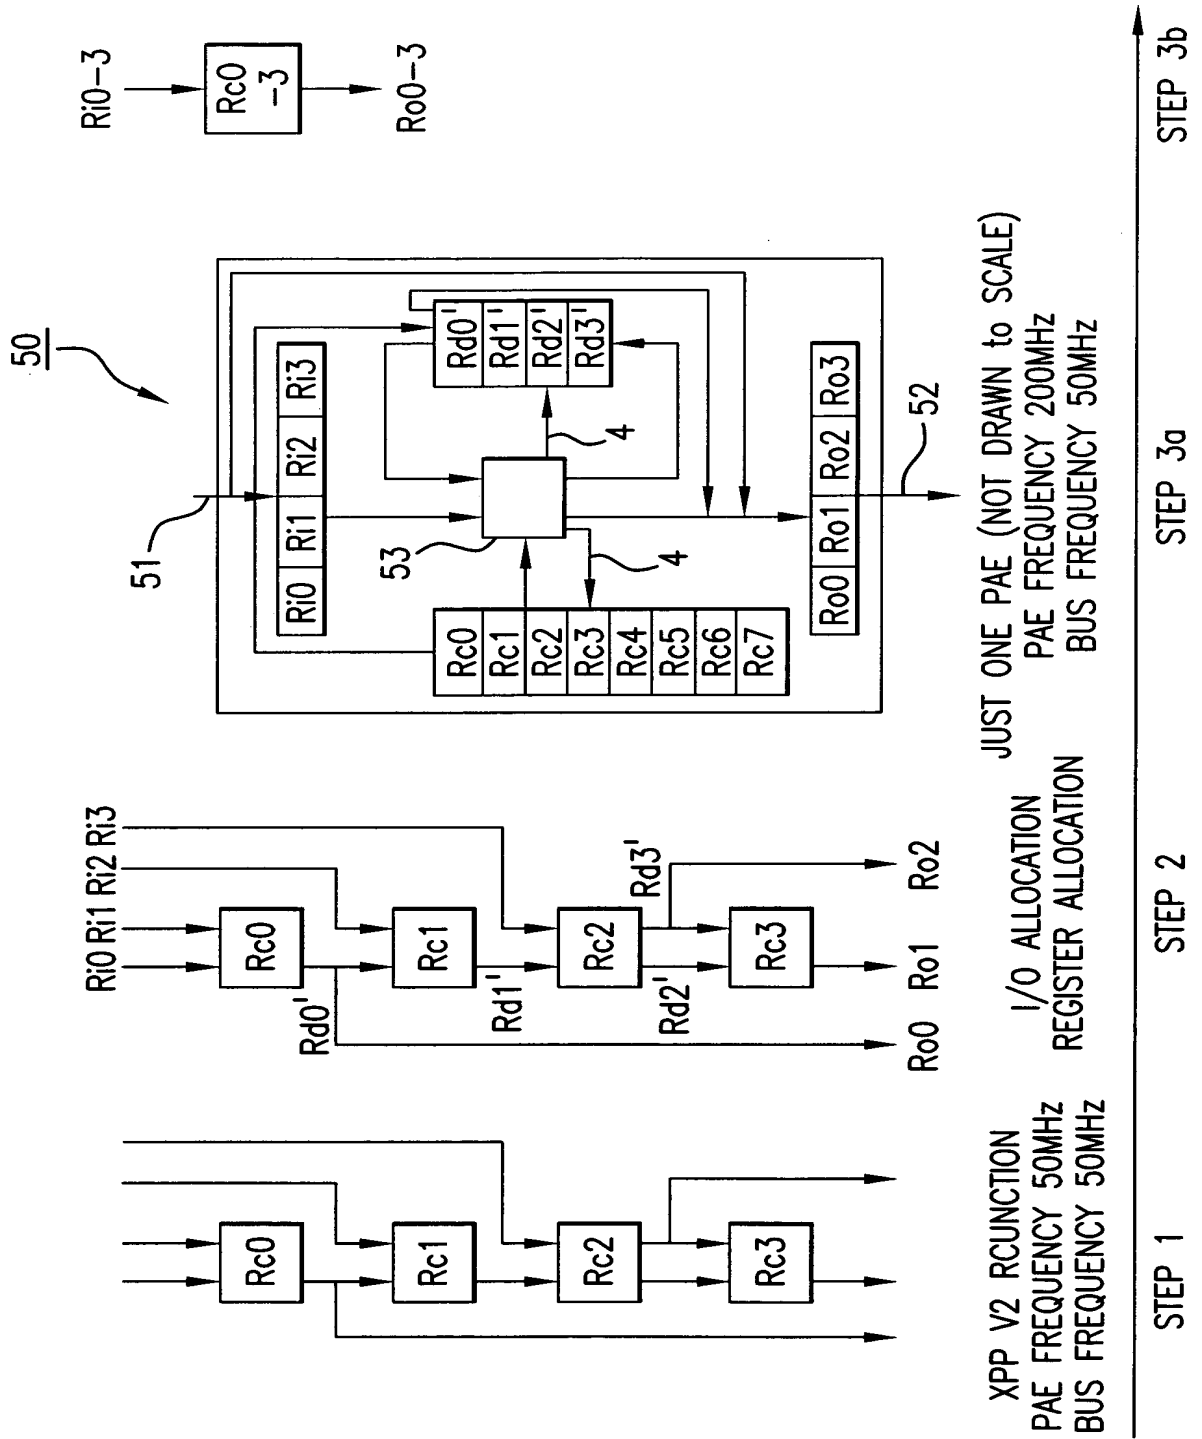 Rc0
Rc1
Rc2
Rc3
XPP V2 RCUNCTION
PAE FREQUENCY 50MHz
BUS FREQUENCY 50MHz
STEP 1
Ri0 Ri1 Ri2 Ri3
Rc0
Rd0'
Rc1
Rd1'
Rc2
Rd2'
Rd3'
Rc3
Ro0 Ro1 Ro2
I/O ALLOCATION
REGISTER ALLOCATION
STEP 2
50
51
Ri0 Ri1 Ri2 Ri3
53
Rc0
Rc1
Rc2
Rc3
Rc4
Rc5
Rc6
Rc7
4
4
Rd0'
Rd1'
Rd2'
Rd3'
Ro0 Ro1 Ro2 Ro3
52
JUST ONE PAE (NOT DRAWN to SCALE)
PAE FREQUENCY 200MHz
BUS FREQUENCY 50MHz
STEP 3a
Ri0-3
Rc0
-3
Ro0-3
STEP 3b